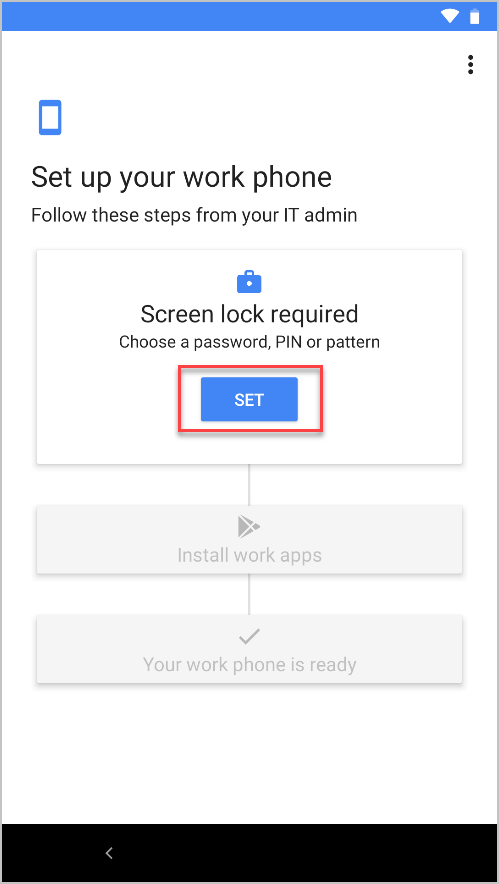 Set up your work phone
Follow these steps from your IT admin
Screen lock required
Choose a password, PIN or pattern
SET
Install work apps
Your work phone is ready